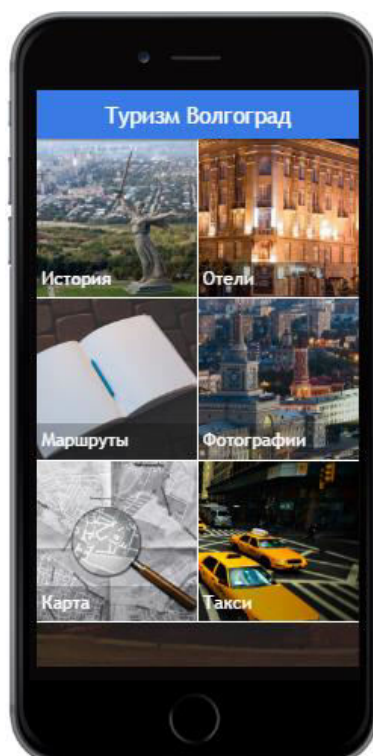 Туризм Волгоград
История
Отели
Маршруты
Фотографии
Карта
Такси